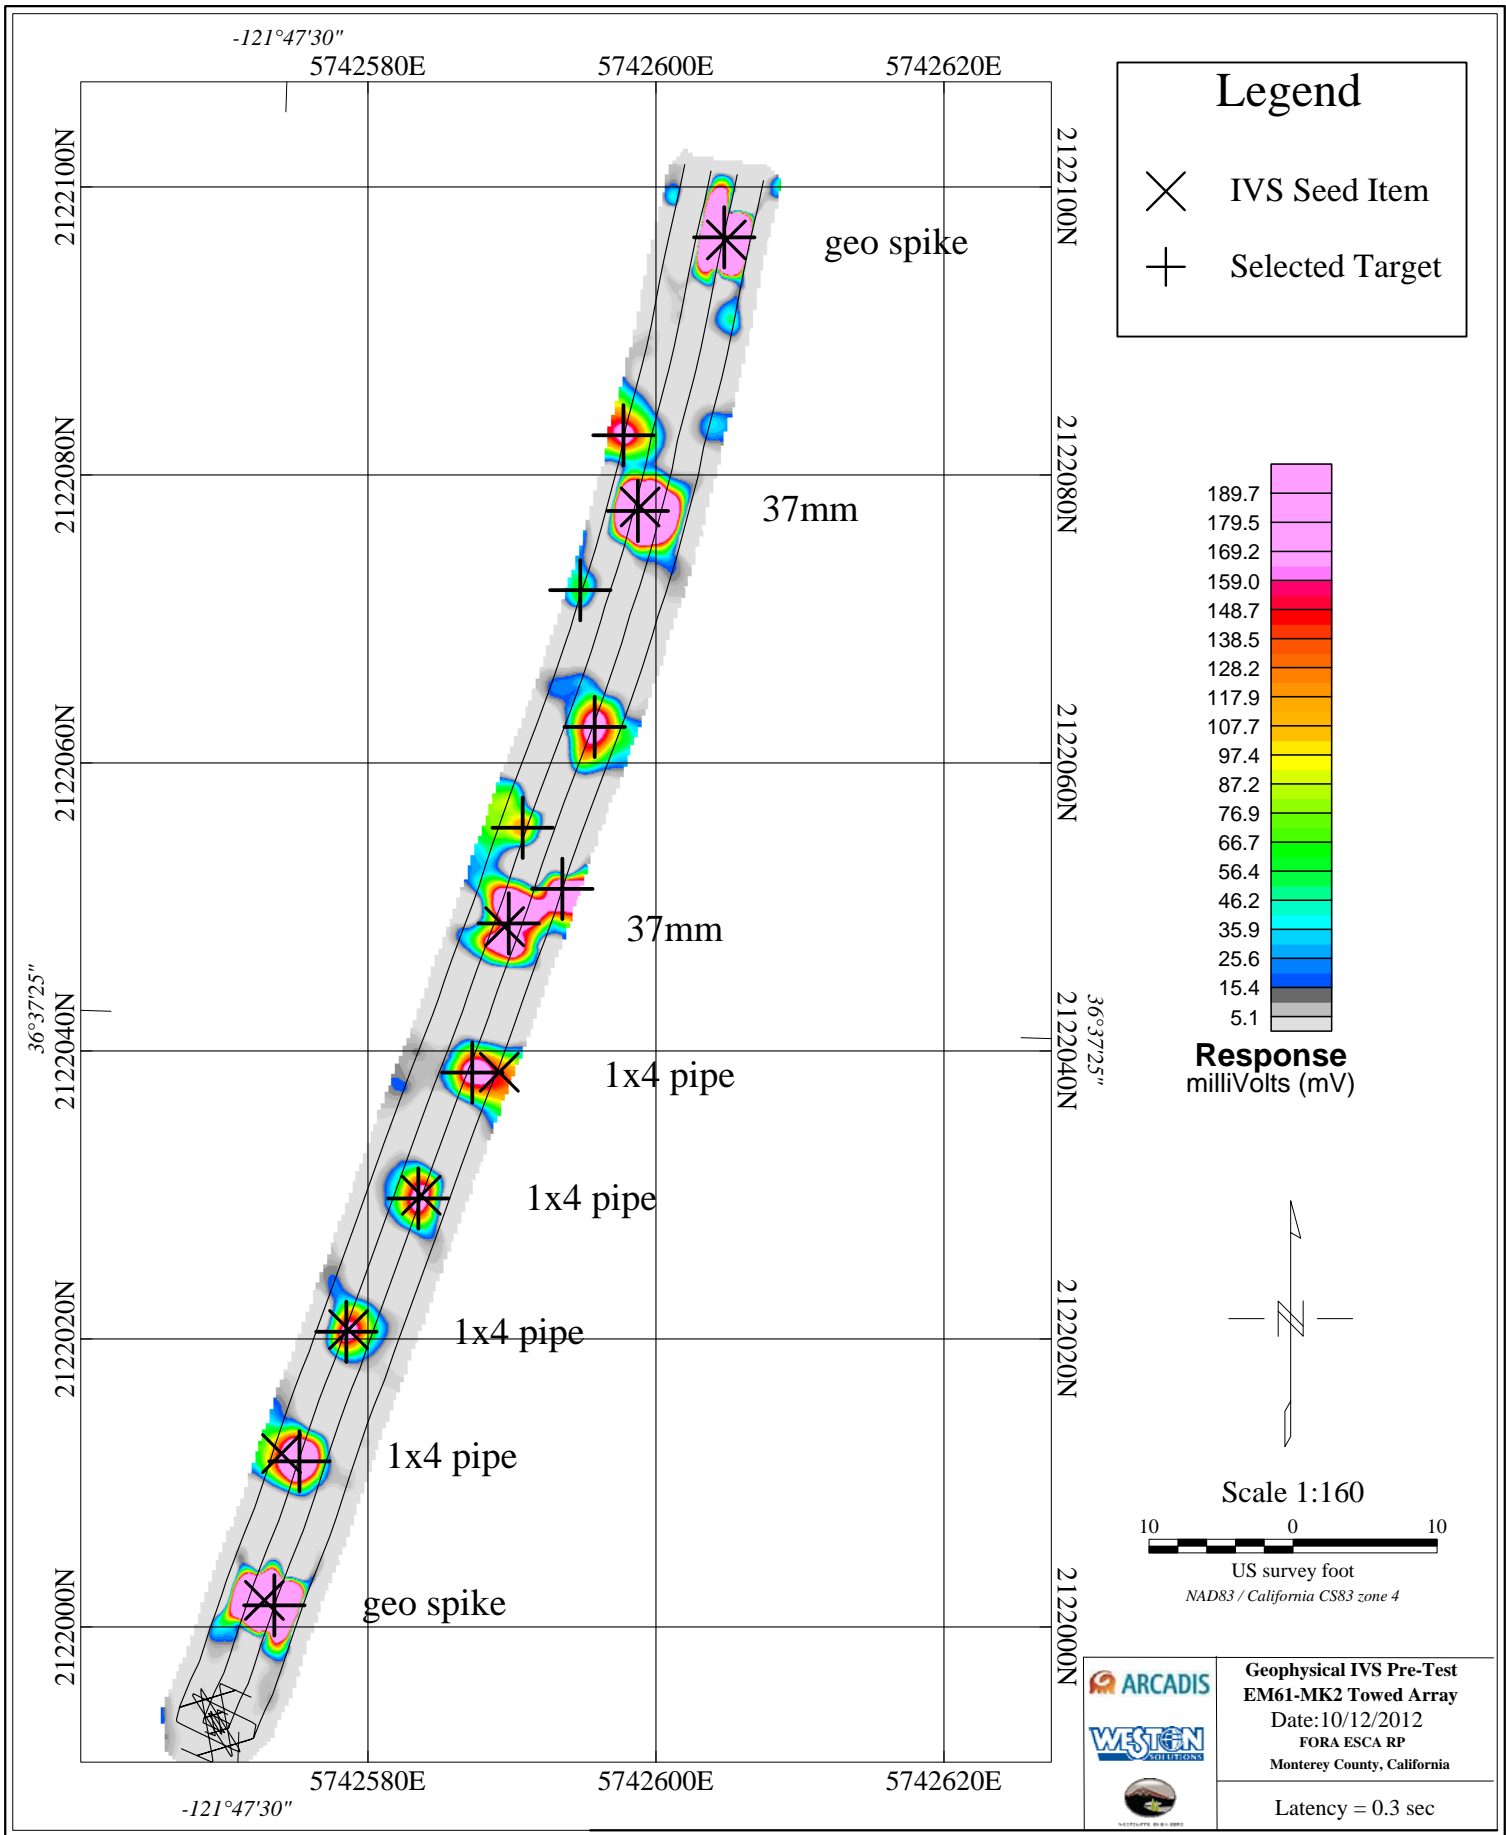 -121°47'30"
5742580E
5742600E
5742620E
Legend
IVS Seed Item
Selected Target
2122100N
2122100N
geo spike
2122080N
2122080N
37mm
2122060N
2122060N
37mm
36°37'25"
2122040N
2122040N
36°37'25"
1x4 pipe
1x4 pipe
2122020N
2122020N
1x4 pipe
1x4 pipe
2122000N
2122000N
geo spike
189.7
179.5
169.2
159.0
148.7
138.5
128.2
117.9
107.7
97.4
87.2
76.9
66.7
56.4
46.2
35.9
25.6
15.4
5.1
Response
milliVolts (mV)
N
Scale 1:160
10 0 10
US survey foot
NAD83 / California CS83 zone 4
5742580E
5742600E
5742620E
-121°47'30"
ARCADIS
WESTON
SOLUTIONS
Geophysical IVS Pre-Test
EM61-MK2 Towed Array
Date:10/12/2012
FORA ESCA RP
Monterey County, California
Latency = 0.3 sec